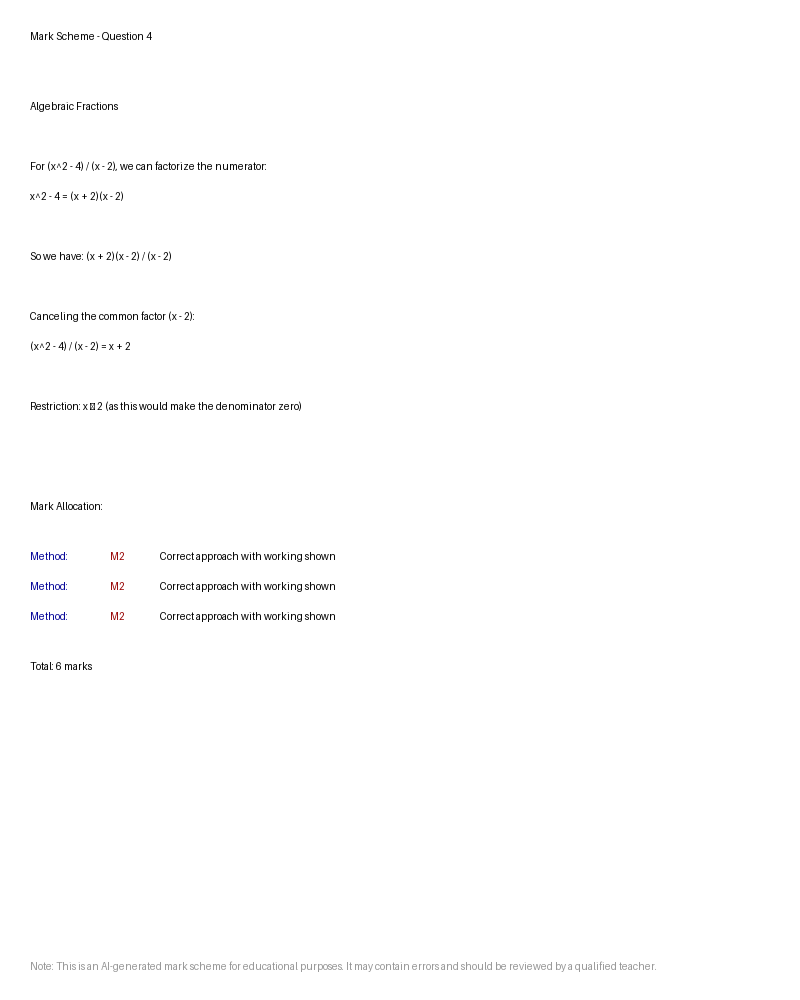 Mark Scheme - Question 4
Algebraic Fractions
For (x^2 - 4) / (x - 2), we can factorize the numerator:
x^2 - 4 = (x + 2)(x - 2)
So we have: (x + 2)(x - 2) / (x - 2)
Canceling the common factor (x - 2):
(x^2 - 4) / (x - 2) = x + 2
Restriction: x 2 (as this would make the denominator zero)
Mark Allocation:
Method: M2 Correct approach with working shown
Method: M2 Correct approach with working shown
Method: M2 Correct approach with working shown
Total: 6 marks
Note: This is an AI-generated mark scheme for educational purposes. It may contain errors and should be reviewed by a qualified teacher.